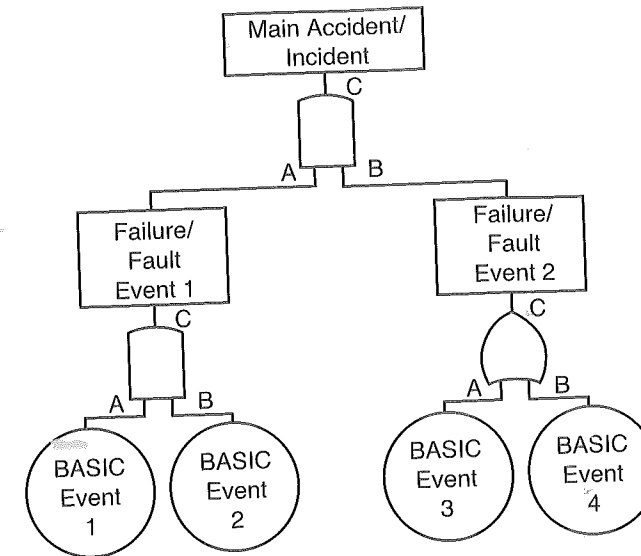 Main Accident/
Incident
C
A
B
Failure/
Fault
Event 1
Failure/
Fault
Event 2
C
C
A
B
A
B
BASIC
Event
1
BASIC
Event
2
BASIC
Event
3
BASIC
Event
4